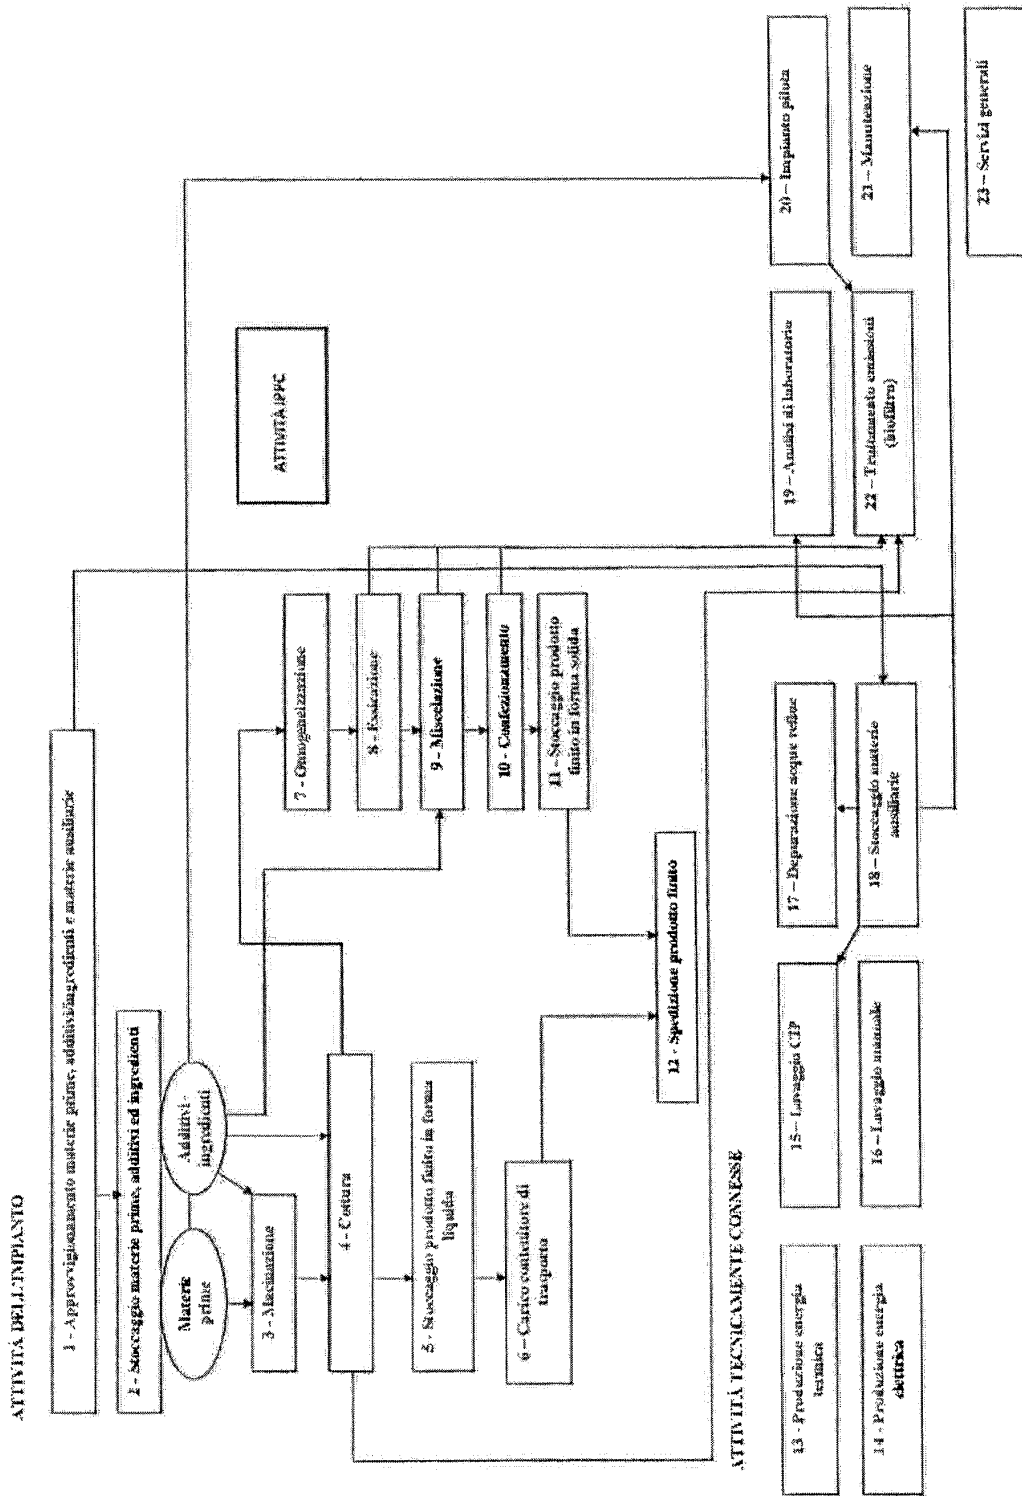 ATTIVITÀ DELL'IMPIANTO
1 - Approvvigionamento materie prime, additivi/ingredienti e materie ausiliarie
2 - Stoccaggio materie prime, additivi ed ingredienti
Materie
prime
Additivi -
ingredienti
3 - Macinazione
4 - Cottura
5 - Stoccaggio prodotto finito in forma
liquida
6 - Carico contenitore di
trasporto
7 - Omogeneizzazione
8 - Essicazione
9 - Miscelazione
10 - Confezionamento
11 - Stoccaggio prodotto
finito in forma solida
12 - Spedizione prodotto finito
ATTIVITÀ IPPC
ATTIVITÀ TECNICAMENTE CONNESSE
13 - Produzione energia
termica
14 - Produzione energia
elettrica
15 - Lavaggio CIP
16 - Lavaggio manuale
17 - Depurazione acque reflue
18 - Stoccaggio materie
ausiliarie
19 - Analisi di laboratorio
22 - Trattamento emissioni
(biofiltro)
20 - Impianto pilota
21 - Manutenzione
23 - Servizi generali